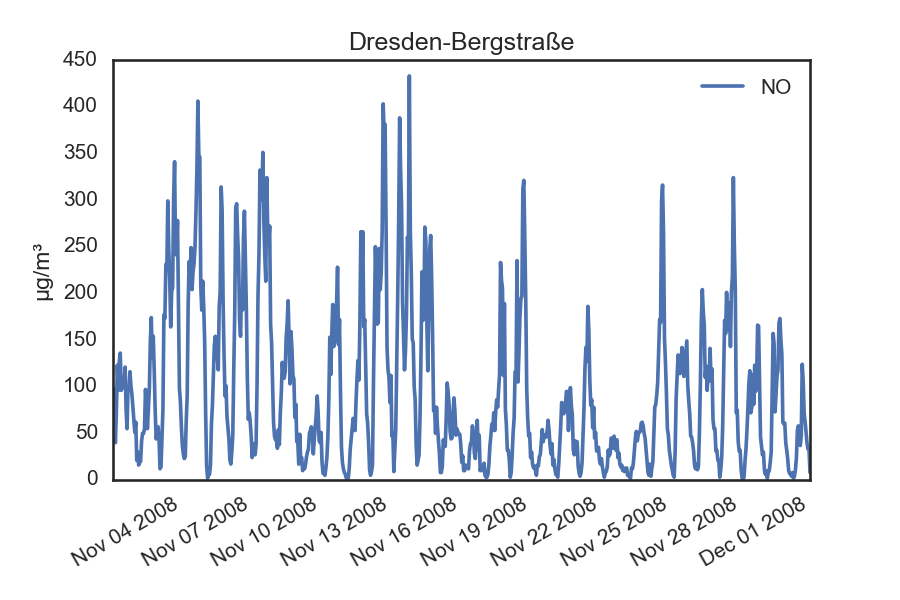 Dresden-Bergstraße
NO
µg/m³
450
400
350
300
250
200
150
100
50
0
Nov 04 2008
Nov 07 2008
Nov 10 2008
Nov 13 2008
Nov 16 2008
Nov 19 2008
Nov 22 2008
Nov 25 2008
Nov 28 2008
Dec 01 2008